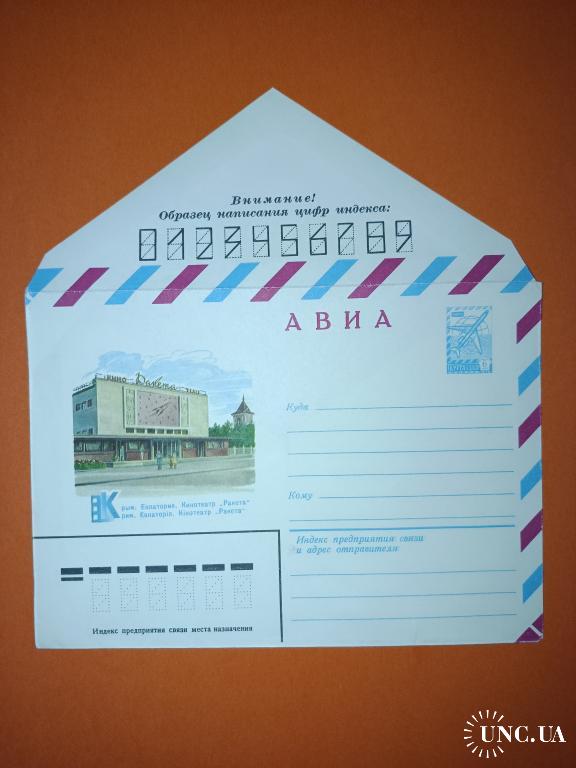 Внимание!
Образец написания цифр индекса:
0123456789
АВИА
КИНО Ракета
Крым. Евпатория. Кинотеатр „Ракета"
Крим. Євпаторія. Кінотеатр „Ракета"
Куда
Кому
Индекс предприятия связи
и адрес отправителя
Индекс предприятия связи места назначения
UNC.UA